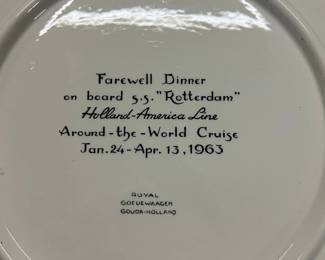 Farewell Dinner
on board s.s. "Rotterdam"
Holland-America Line
Around-the-World Cruise
Jan. 24-Apr. 13, 1963
ROYAL
GOEDEWAAGEN
GOUDA-HOLLAND